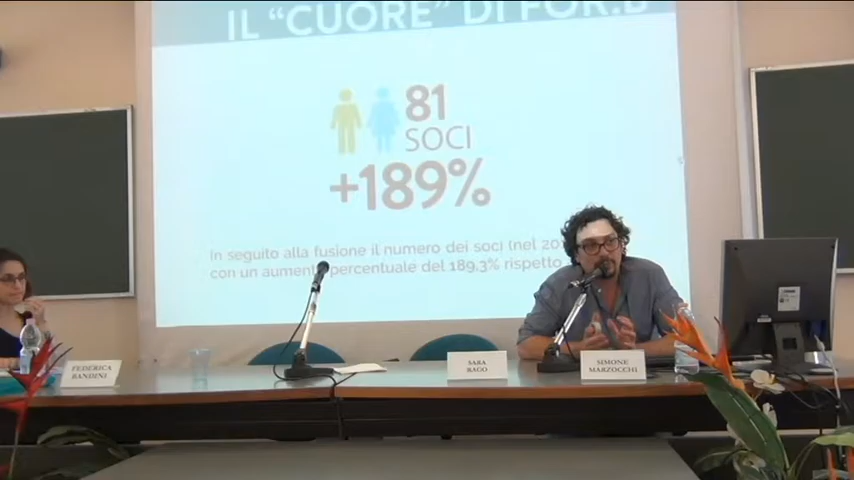 IL "CUORE" DI FOR.B
81
SOCI
+189%
In seguito alla fusione il numero dei soci (nel 20
con un aumento percentuale del 189,3% rispetto
FEDERICA
BANDINI
SARA
RAGO
SIMONE
MARZOCCHI